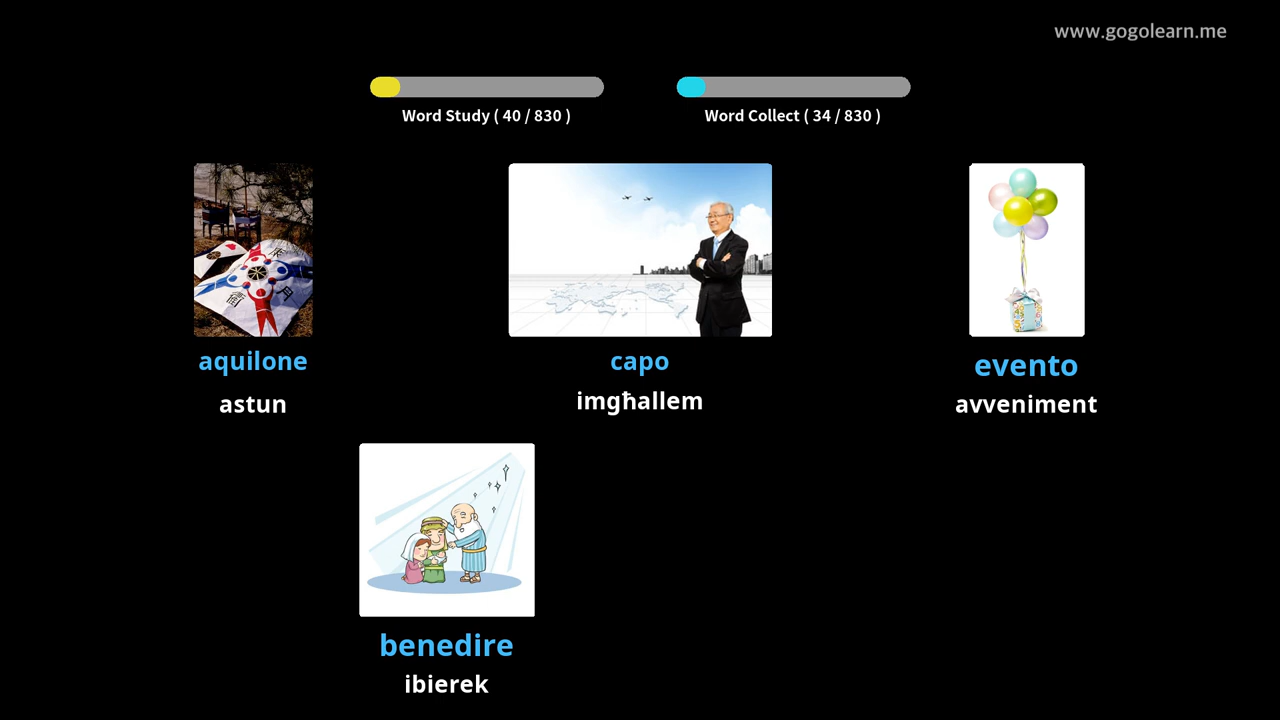 www.gogolearn.me
Word Study ( 40 / 830 )
Word Collect ( 34 / 830 )
aquilone
astun
capo
imgħallem
evento
avveniment
benedire
ibierek